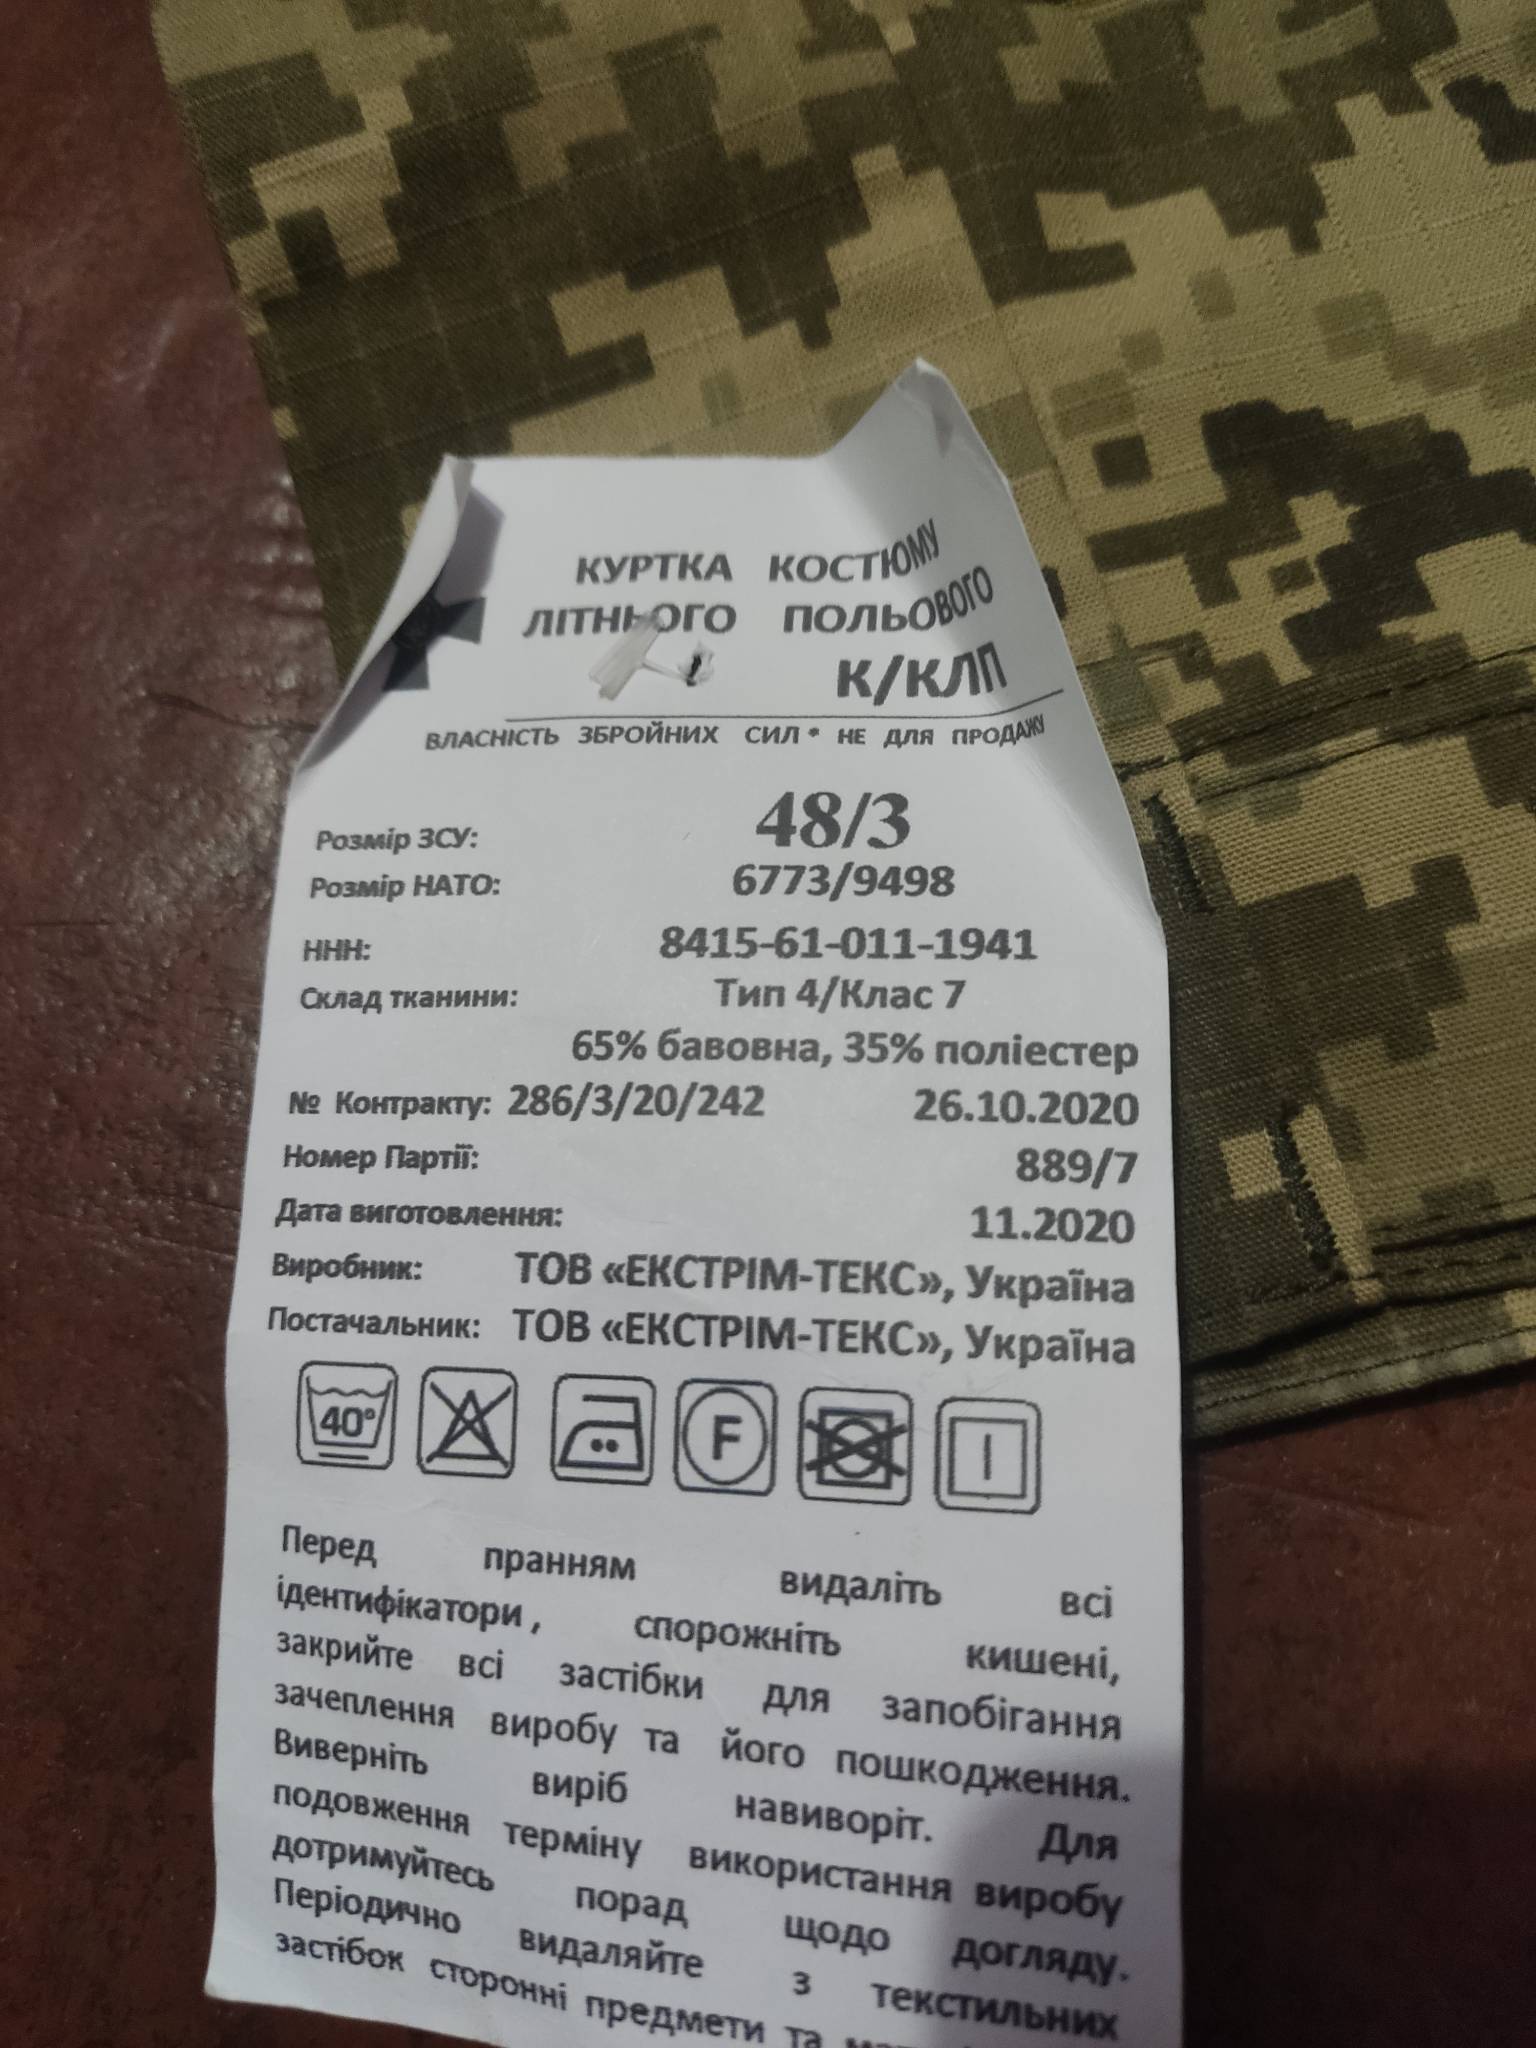 КУРТКА КОСТЮМУ
ЛІТНЬОГО ПОЛЬОВОГО
К/КЛП
ВЛАСНІСТЬ ЗБРОЙНИХ СИЛ * НЕ ДЛЯ ПРОДАЖУ
Розмір ЗСУ: 48/3
Розмір НАТО: 6773/9498
ННН: 8415-61-011-1941
Склад тканини: Тип 4/Клас 7
65% бавовна, 35% поліестер
№ Контракту: 286/3/20/242 26.10.2020
Номер Партії: 889/7
Дата виготовлення: 11.2020
Виробник: ТОВ «ЕКСТРІМ-ТЕКС», Україна
Постачальник: ТОВ «ЕКСТРІМ-ТЕКС», Україна
40° F
Перед пранням видаліть всі
ідентифікатори, спорожніть кишені,
закрийте всі застібки для запобігання
зачеплення виробу та його пошкодження.
Виверніть виріб навиворіт. Для
подовження терміну використання виробу
дотримуйтесь порад щодо догляду.
Періодично видаляйте з текстильних
застібок сторонні предмети та